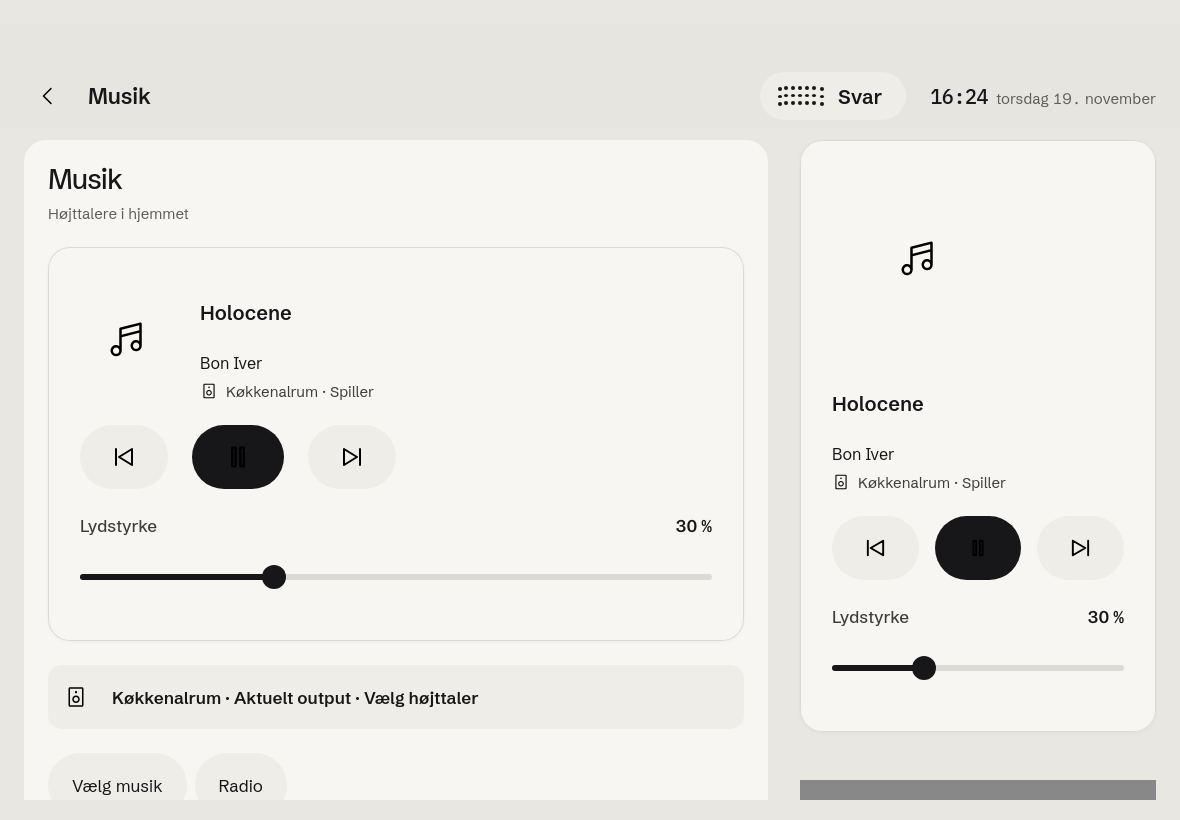 Musik
Svar
16:24 torsdag 19. november
Musik
Højttalere i hjemmet
Holocene
Bon Iver
Køkkenalrum · Spiller
Lydstyrke 30 %
Køkkenalrum · Aktuelt output · Vælg højttaler
Vælg musik
Radio
Holocene
Bon Iver
Køkkenalrum · Spiller
Lydstyrke 30 %